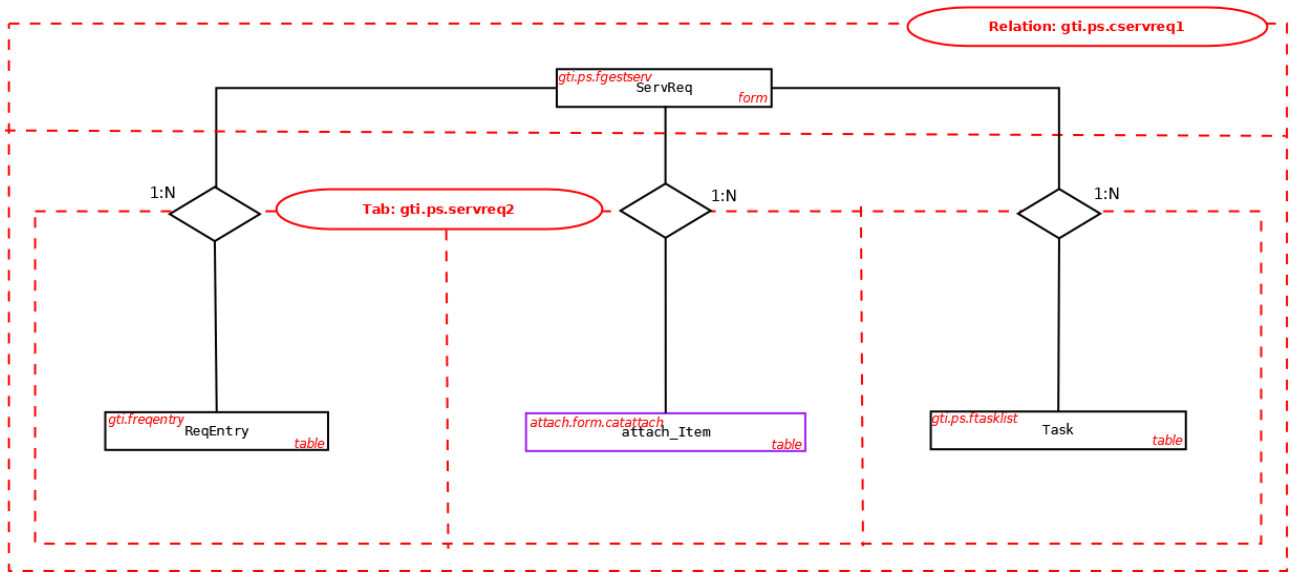 Relation: gti.ps.cservreq1
gti.ps.fgestserv
ServReq
form
1:N
Tab: gti.ps.servreq2
1:N
1:N
gti.freqentry
ReqEntry
table
attach.form.catattach
attach_Item
table
gti.ps.ftasklist
Task
table